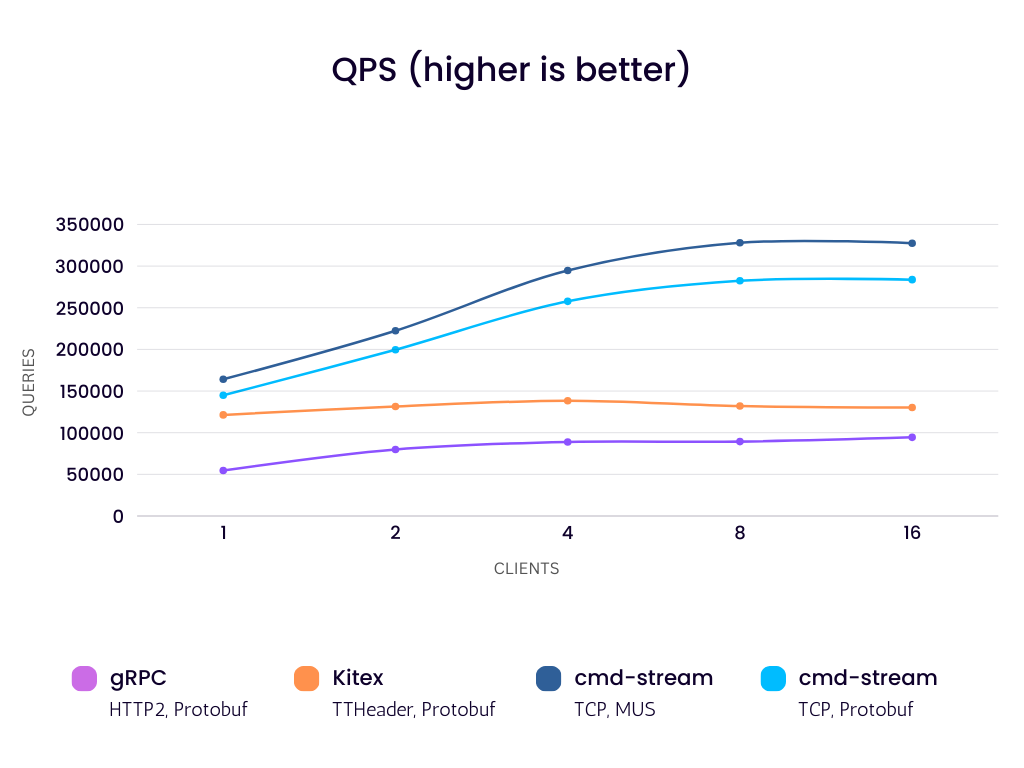 QPS (higher is better)
350000
300000
250000
200000
150000
100000
50000
0
QUERIES
1 2 4 8 16
CLIENTS
gRPC Kitex cmd-stream cmd-stream
HTTP2, Protobuf TTHeader, Protobuf TCP, MUS TCP, Protobuf